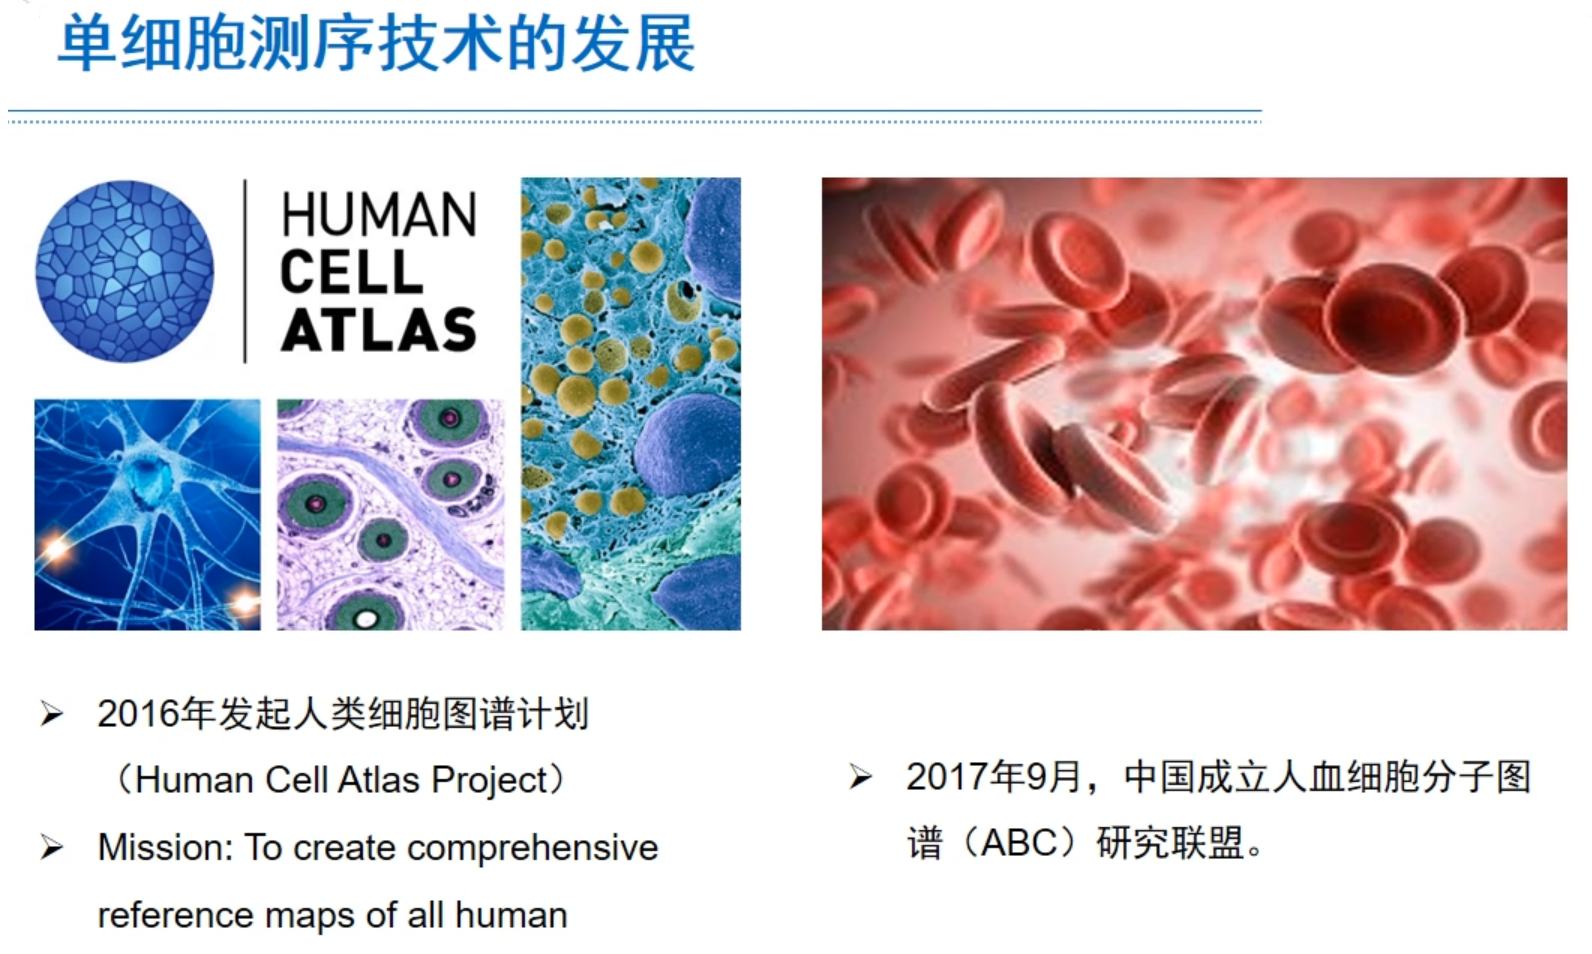 单细胞测序技术的发展
HUMAN
CELL
ATLAS
2016年发起人类细胞图谱计划
（Human Cell Atlas Project）
Mission: To create comprehensive
reference maps of all human
2017年9月，中国成立人血细胞分子图
谱（ABC）研究联盟。